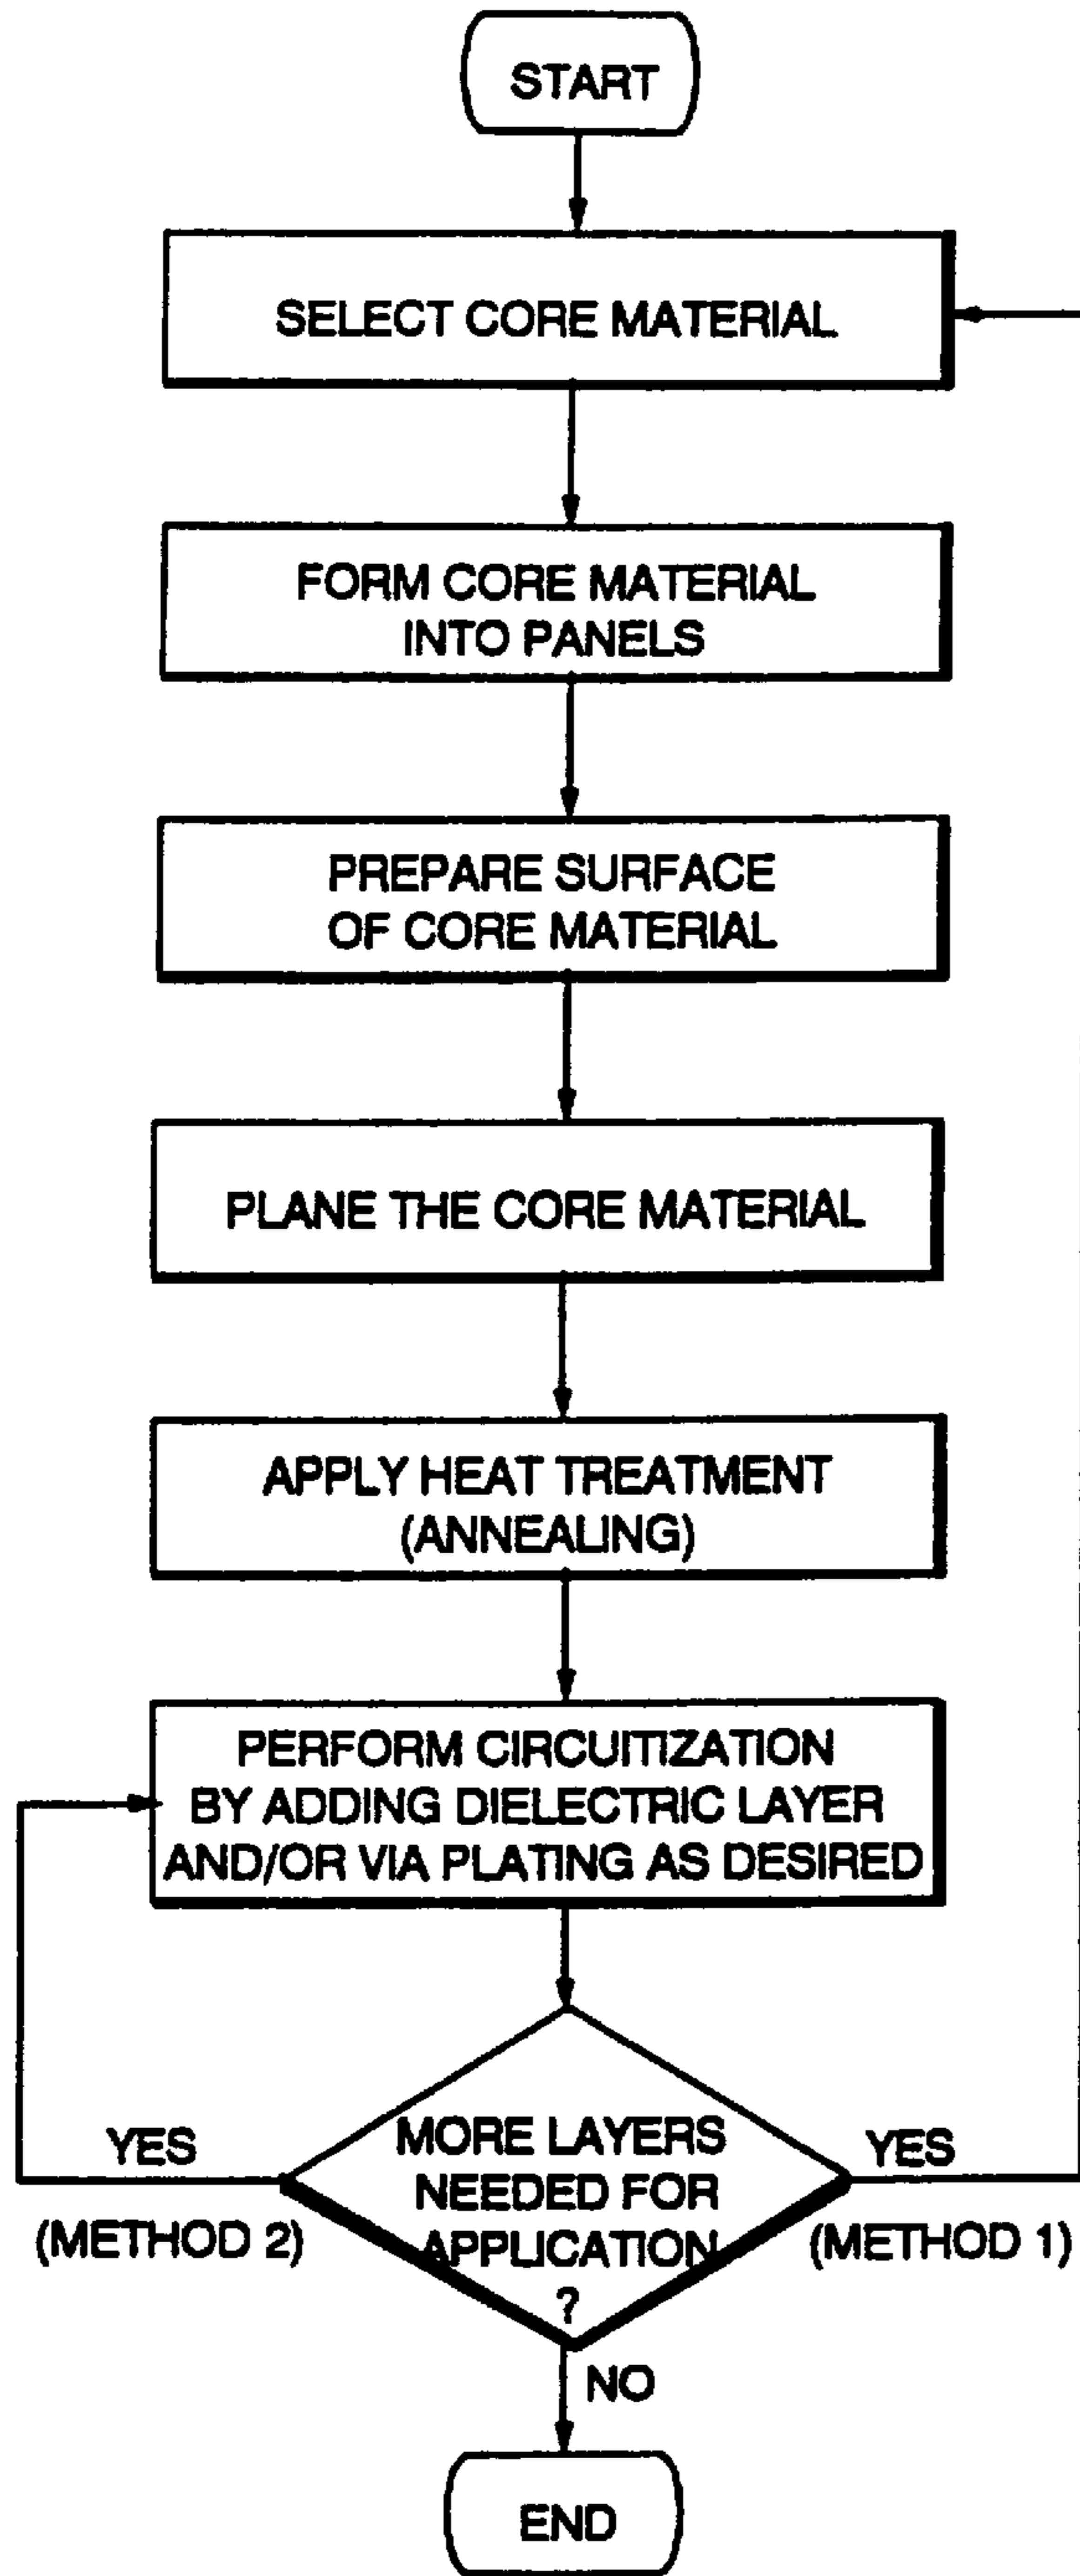 START
SELECT CORE MATERIAL
FORM CORE MATERIAL
INTO PANELS
PREPARE SURFACE
OF CORE MATERIAL
PLANE THE CORE MATERIAL
APPLY HEAT TREATMENT
(ANNEALING)
PERFORM CIRCUITIZATION
BY ADDING DIELECTRIC LAYER
AND/OR VIA PLATING AS DESIRED
YES
(METHOD 2)
MORE LAYERS
NEEDED FOR
APPLICATION
?
YES
(METHOD 1)
NO
END